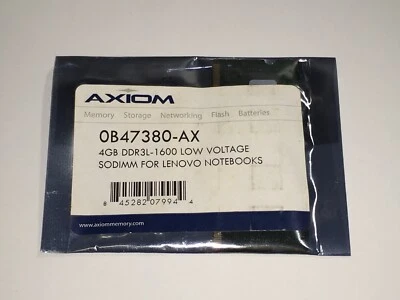 AXIOM
Memory Storage Networking Flash Batteries
0B47380-AX
4GB DDR3L-1600 LOW VOLTAGE
SODIMM FOR LENOVO NOTEBOOKS
8 45282 07994 4
www.axiommemory.com